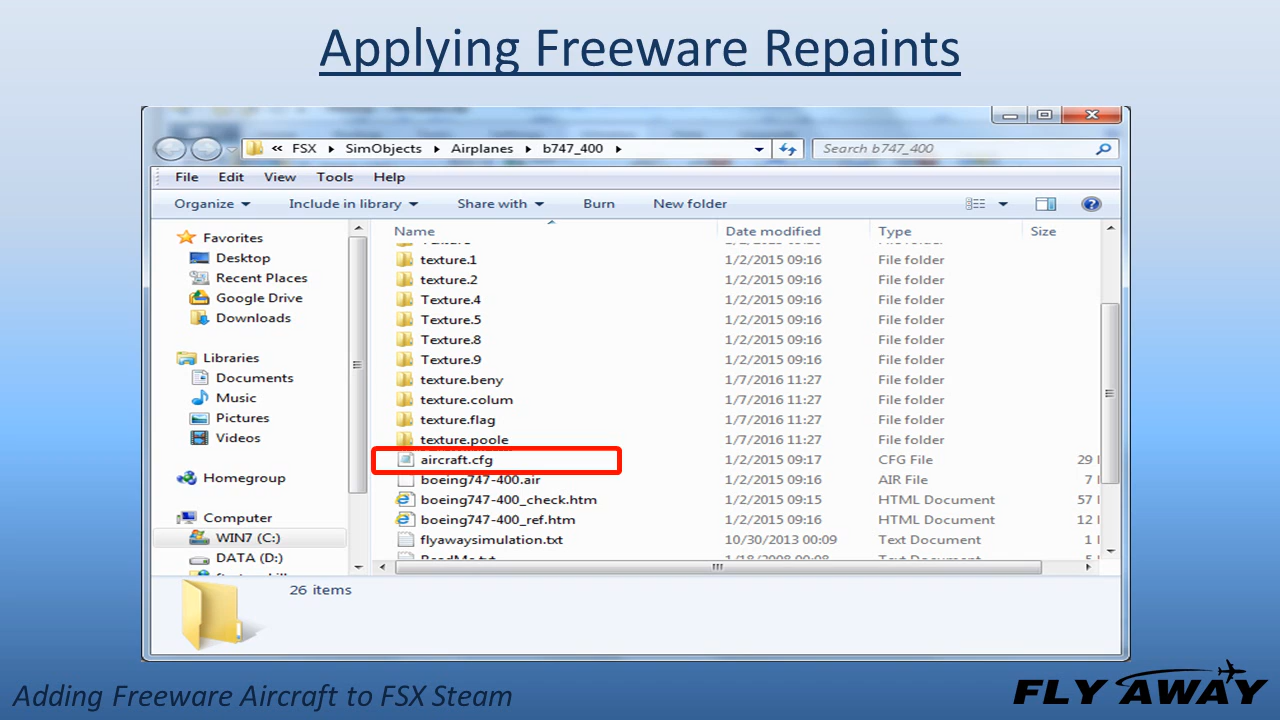 Applying Freeware Repaints
« FSX ▸ SimObjects ▸ Airplanes ▸ b747_400 ▸ Search b747_400
File Edit View Tools Help
Organize Include in library Share with Burn New folder
Name Date modified Type Size
Favorites
Desktop
Recent Places
Google Drive
Downloads
Libraries
Documents
Music
Pictures
Videos
Homegroup
Computer
WIN7 (C:)
DATA (D:)
texture.1 1/2/2015 09:16 File folder
texture.2 1/2/2015 09:16 File folder
Texture.4 1/2/2015 09:16 File folder
Texture.5 1/2/2015 09:16 File folder
Texture.8 1/2/2015 09:16 File folder
Texture.9 1/2/2015 09:16 File folder
texture.beny 1/7/2016 11:27 File folder
texture.colum 1/7/2016 11:27 File folder
texture.flag 1/7/2016 11:27 File folder
texture.poole 1/7/2016 11:27 File folder
aircraft.cfg 1/2/2015 09:17 CFG File 29
boeing747-400.air 1/2/2015 09:16 AIR File 7
boeing747-400_check.htm 1/2/2015 09:15 HTML Document 57
boeing747-400_ref.htm 1/2/2015 09:16 HTML Document 12
flyawaysimulation.txt 10/30/2013 00:09 Text Document 1
26 items
Adding Freeware Aircraft to FSX Steam
FLY AWAY